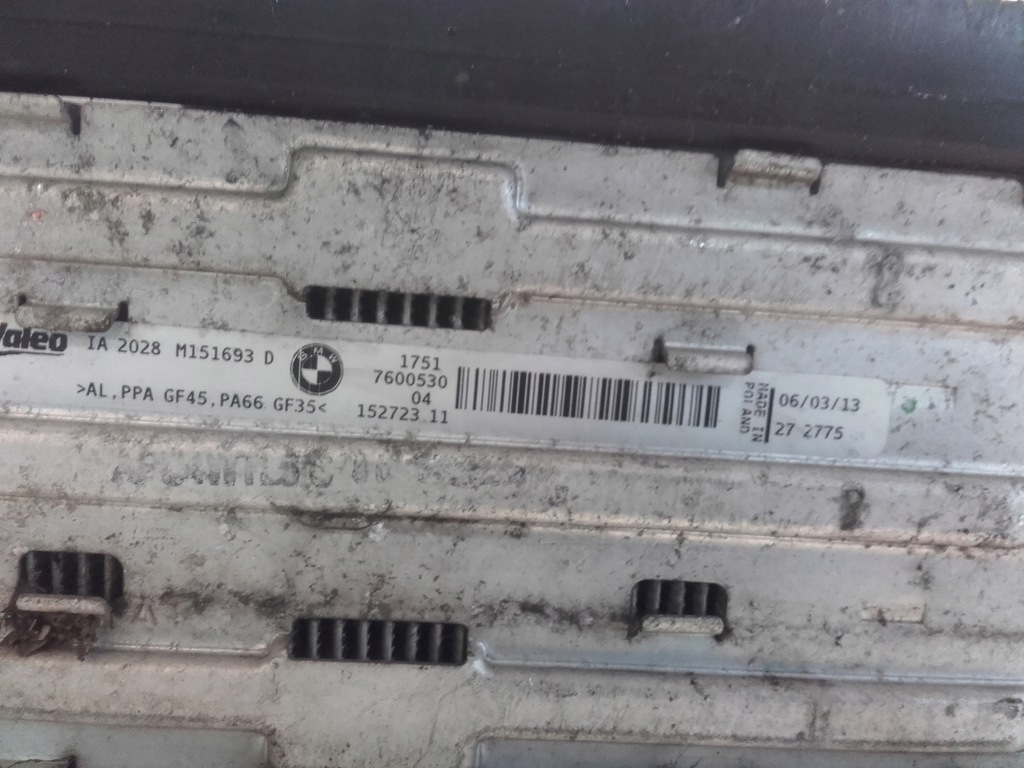 Valeo IA 2028 M151693 D
>AL,PPA GF45,PA66 GF35<
BMW
1751
7600530
04
152723.11
MADE IN
POLAND
06/03/13
27 2775